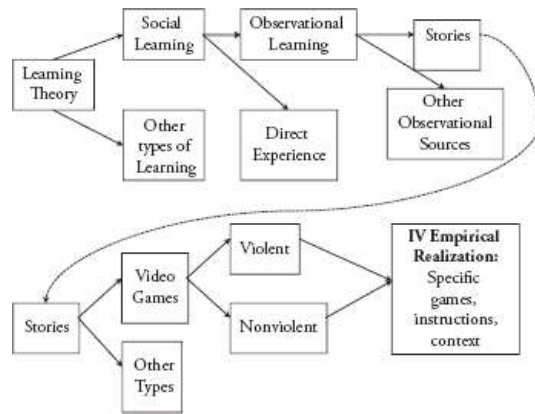 Social
Learning
Observational
Learning
Stories
Learning
Theory
Other
types of
Learning
Direct
Experience
Other
Observational
Sources
Stories
Video
Games
Other
Types
Violent
Nonviolent
IV Empirical
Realization:
Specific
games,
instructions,
context